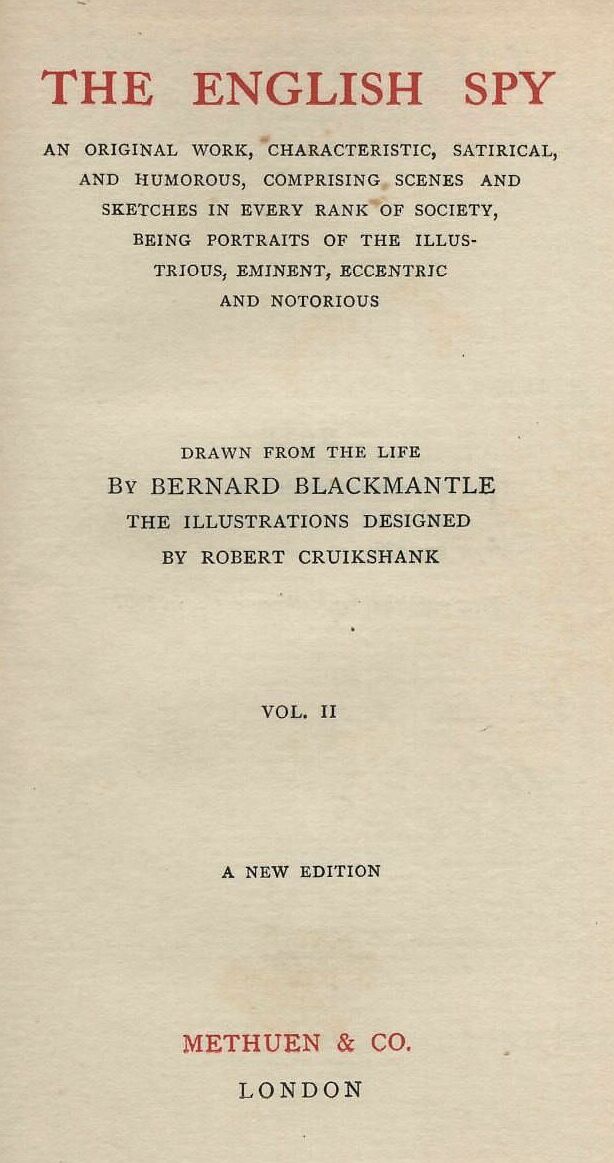 THE ENGLISH SPY
AN ORIGINAL WORK, CHARACTERISTIC, SATIRICAL,
AND HUMOROUS, COMPRISING SCENES AND
SKETCHES IN EVERY RANK OF SOCIETY,
BEING PORTRAITS OF THE ILLUS-
TRIOUS, EMINENT, ECCENTRIC
AND NOTORIOUS
DRAWN FROM THE LIFE
BY BERNARD BLACKMANTLE
THE ILLUSTRATIONS DESIGNED
BY ROBERT CRUIKSHANK
VOL. II
A NEW EDITION
METHUEN & CO.
LONDON